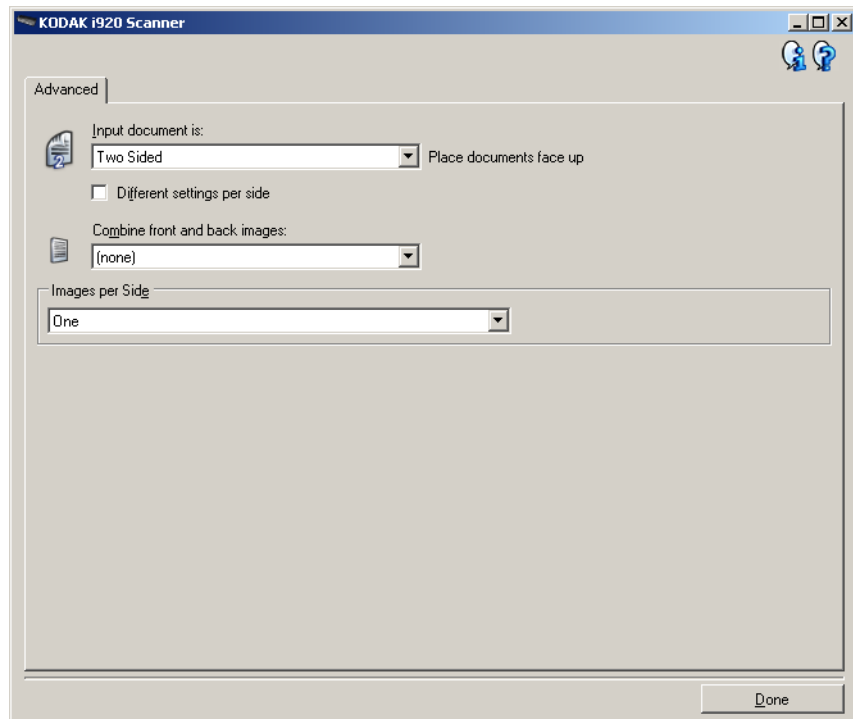 KODAK i920 Scanner
Advanced
Input document is:
Two Sided
Place documents face up
Different settings per side
Combine front and back images:
(none)
Images per Side
One
Done